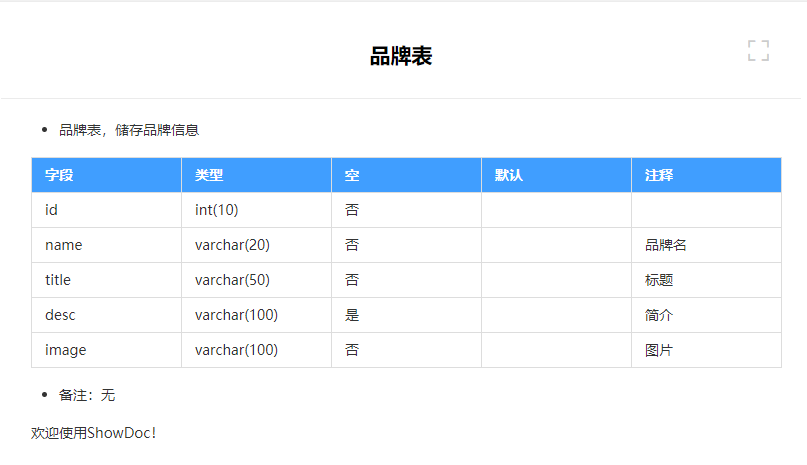 品牌表
品牌表，储存品牌信息
字段 类型 空 默认 注释
id int(10) 否
name varchar(20) 否 品牌名
title varchar(50) 否 标题
desc varchar(100) 是 简介
image varchar(100) 否 图片
备注：无
欢迎使用ShowDoc！